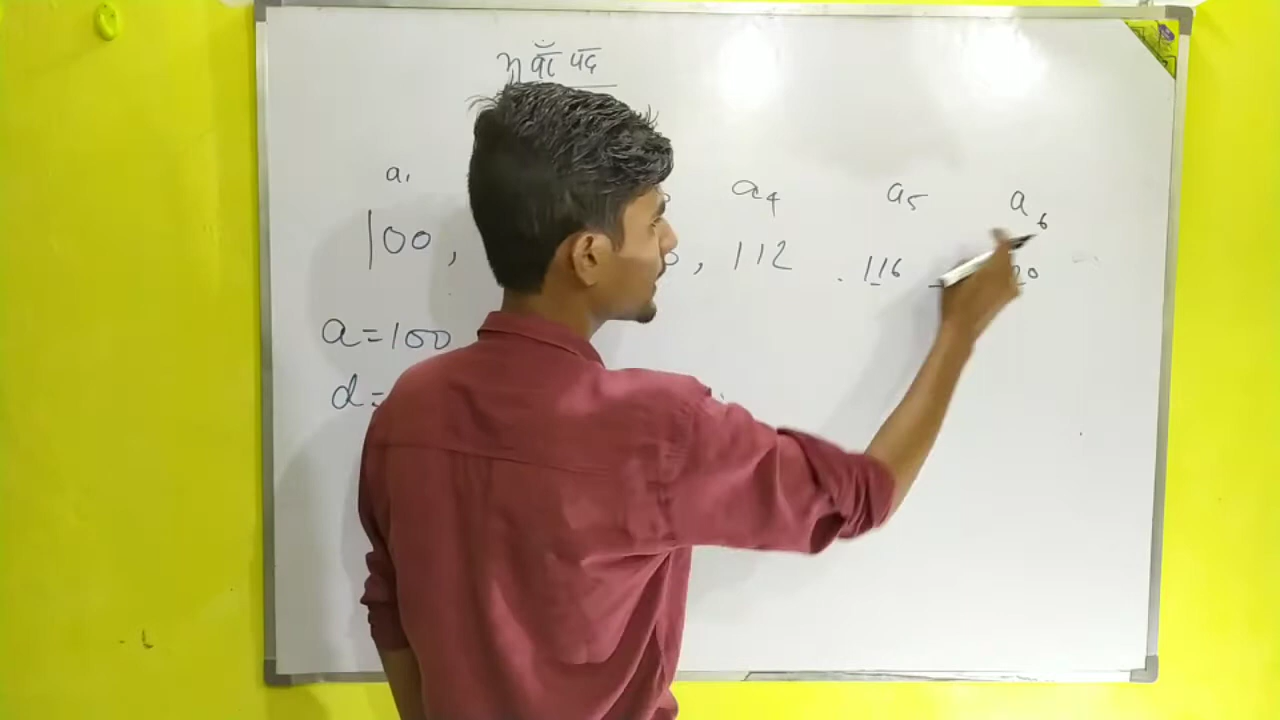 n वाँ पद
a₁ a₄ a₅ a₆
100, , 112 . 116 20
a=100
d=